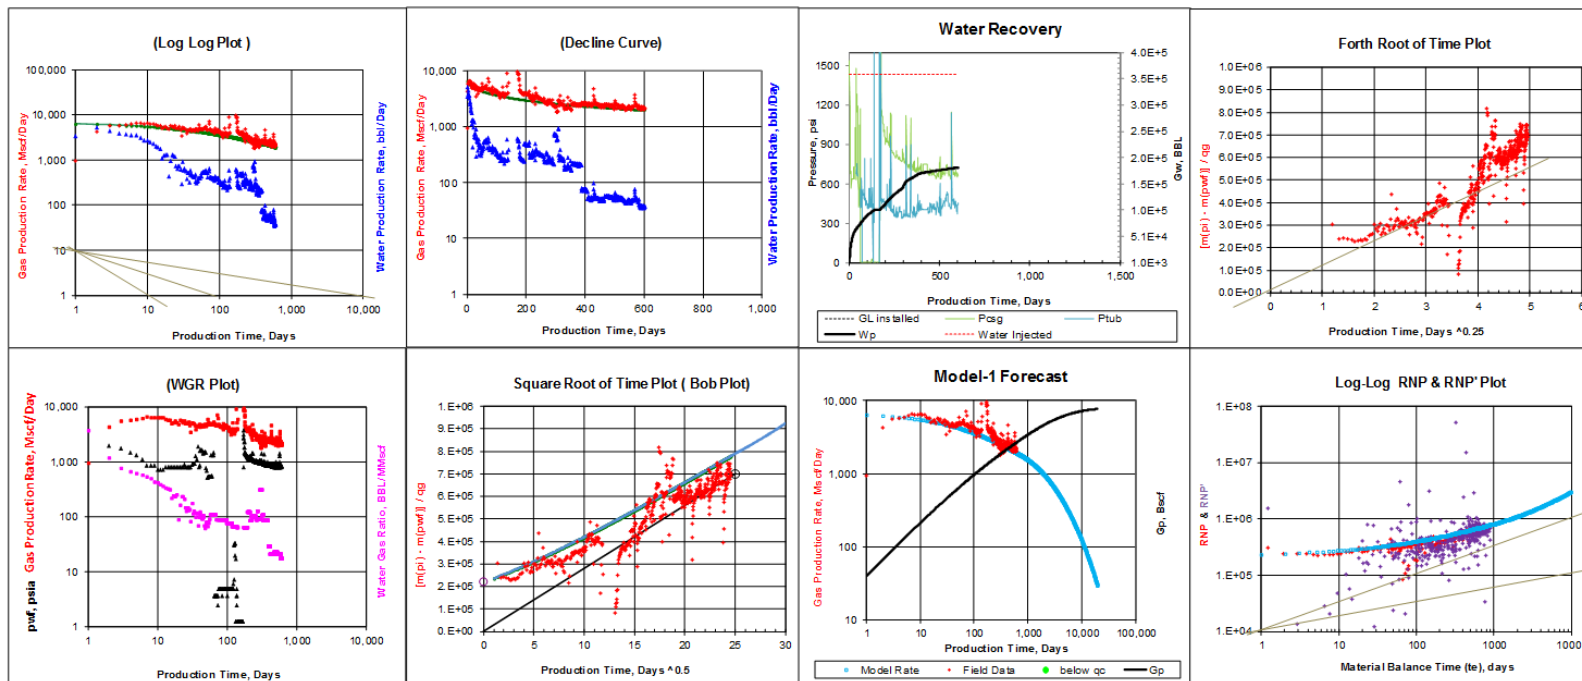 (Log Log Plot )
Gas Production Rate, Mscf/Day
Water Production Rate, bbl/Day
100,000
10,000
1,000
100
10
1
1
10
100
1,000
10,000
Production Time, Days
(Decline Curve)
Gas Production Rate, Mscf/Day
Water Production Rate, bbl/Day
10,000
1,000
100
10
1
0
200
400
600
800
1,000
Production Time, Days
Water Recovery
Pressure, psi
Gw, BBL
1500
1200
900
600
300
0
4.0E+5
3.5E+5
3.0E+5
2.5E+5
2.0E+5
1.5E+5
1.0E+5
5.1E+4
1.0E+3
0
500
1,000
1,500
Production Time, Days
GL installed
Pcsg
Ptub
Wp
Water Injected
Forth Root of Time Plot
[m(pi) - m(pwf)] / qg
1.0E+06
9.0E+05
8.0E+05
7.0E+05
6.0E+05
5.0E+05
4.0E+05
3.0E+05
2.0E+05
1.0E+05
0.0E+00
0
1
2
3
4
5
6
Production Time, Days ^0.25
(WGR Plot)
pwf, psia Gas Production Rate, Mscf/Day
Water Gas Ratio, BBL/MMscf
10,000
1,000
100
10
1
1
10
100
1,000
10,000
Production Time, Days
Square Root of Time Plot ( Bob Plot)
[m(pi) - m(pwf)] / qg
1.E+06
9.E+05
8.E+05
7.E+05
6.E+05
5.E+05
4.E+05
3.E+05
2.E+05
1.E+05
0.E+00
0
5
10
15
20
25
30
Production Time, Days ^0.5
Model-1 Forecast
Gas Production Rate, Mscf/Day
Gp, Bscf
10,000
1,000
100
10
1
10
100
1,000
10,000
100,000
Production Time, Days
Model Rate
Field Data
below qc
Gp
Log-Log RNP & RNP' Plot
RNP & RNP'
1.E+08
1.E+07
1.E+06
1.E+05
1.E+04
1
10
100
1000
10000
Material Balance Time (te), days